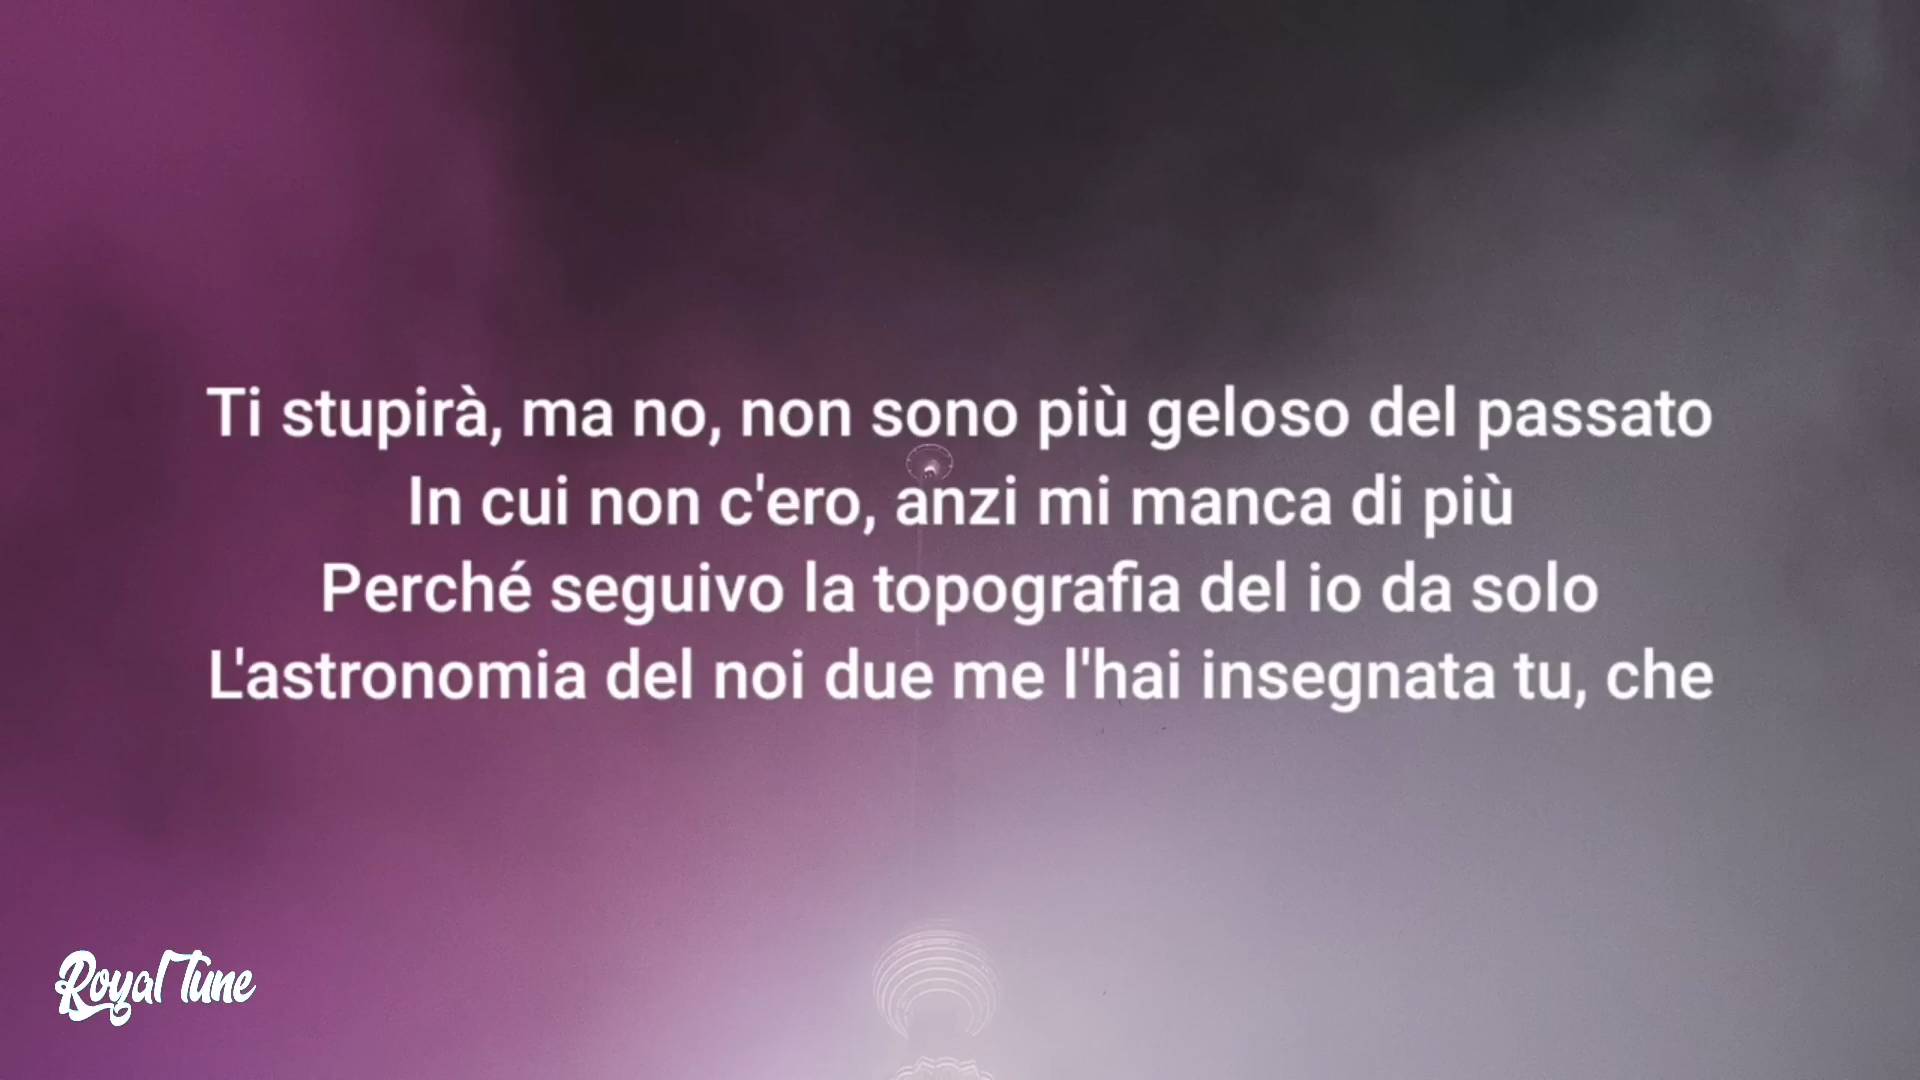 Ti stupirà, ma no, non sono più geloso del passato
In cui non c'ero, anzi mi manca di più
Perché seguivo la topografia del io da solo
L'astronomia del noi due me l'hai insegnata tu, che
Royal Tune